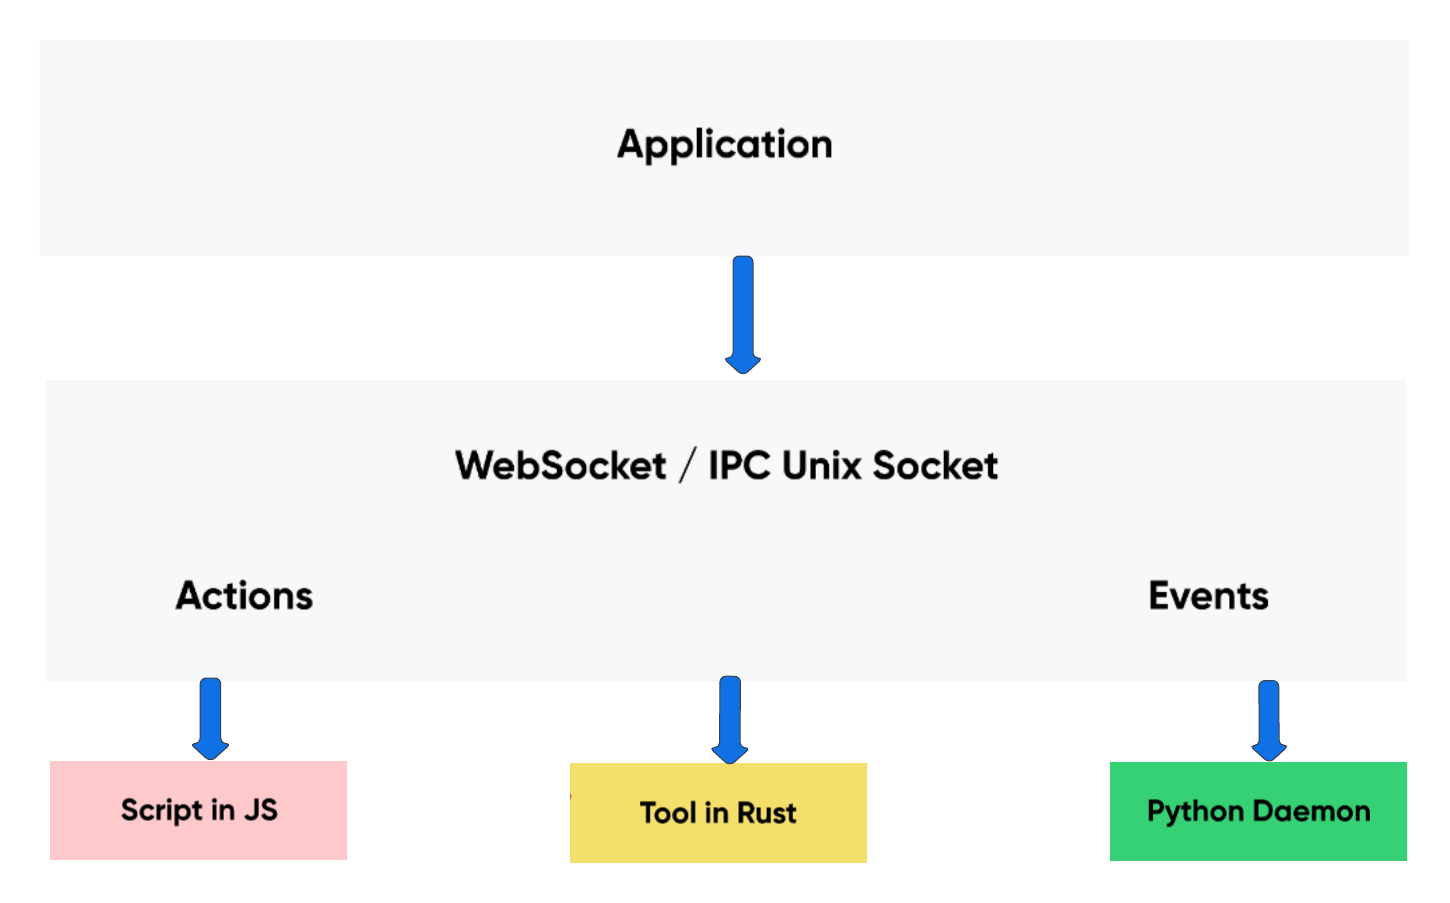 Application
WebSocket / IPC Unix Socket
Actions
Events
Script in JS
Tool in Rust
Python Daemon